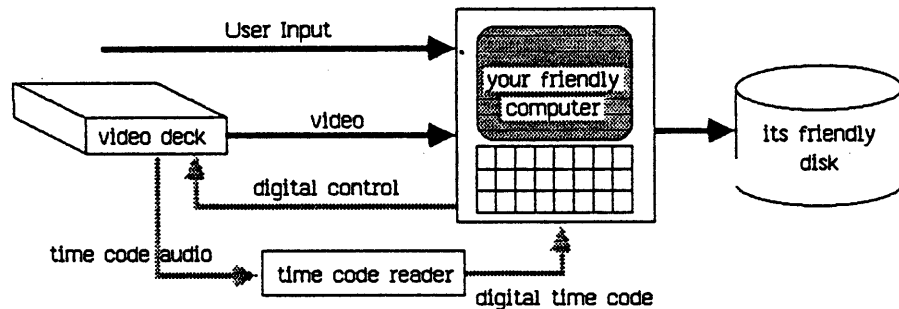 User Input
your friendly
computer
video deck
video
its friendly
disk
digital control
time code audio
time code reader
digital time code